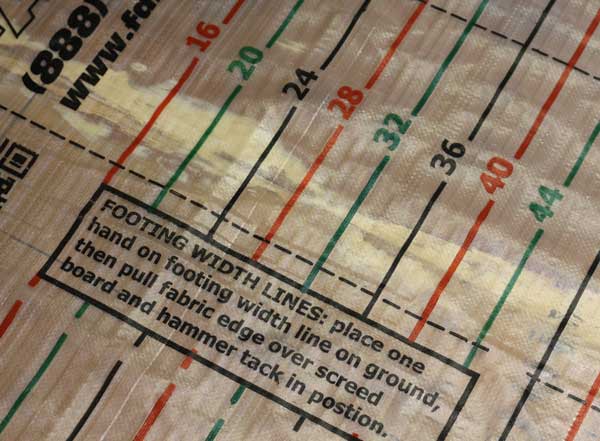 (888)
www.fa
16
20
24
28
32
36
40
44
FOOTING WIDTH LINES: place one
hand on footing width line on ground,
then pull fabric edge over screed
board and hammer tack in postion.